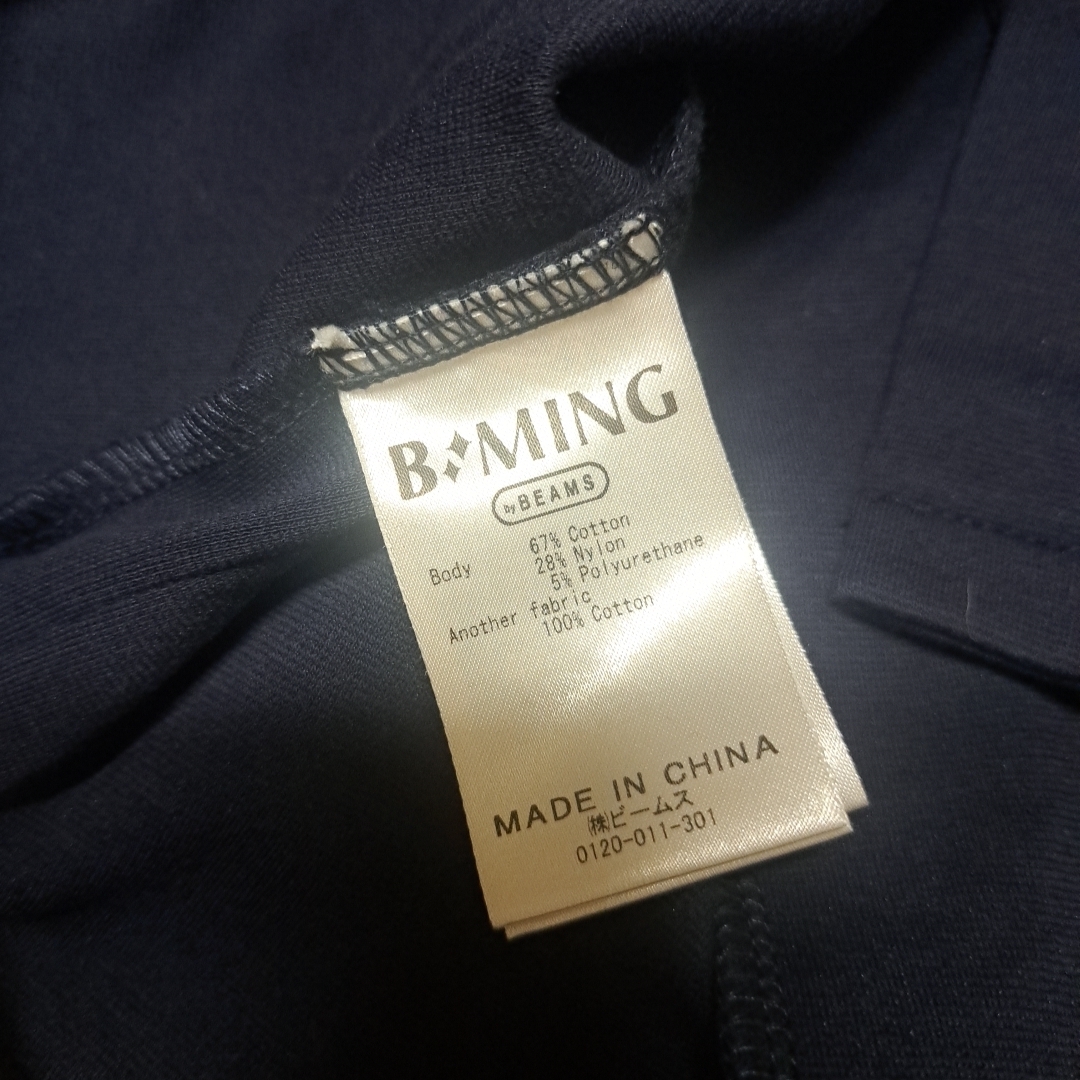 B:MING
by BEAMS
67% Cotton
Body 28% Nylon
5% Polyurethane
Another fabric
100% Cotton
MADE IN CHINA
㈱ビームス
0120-011-301